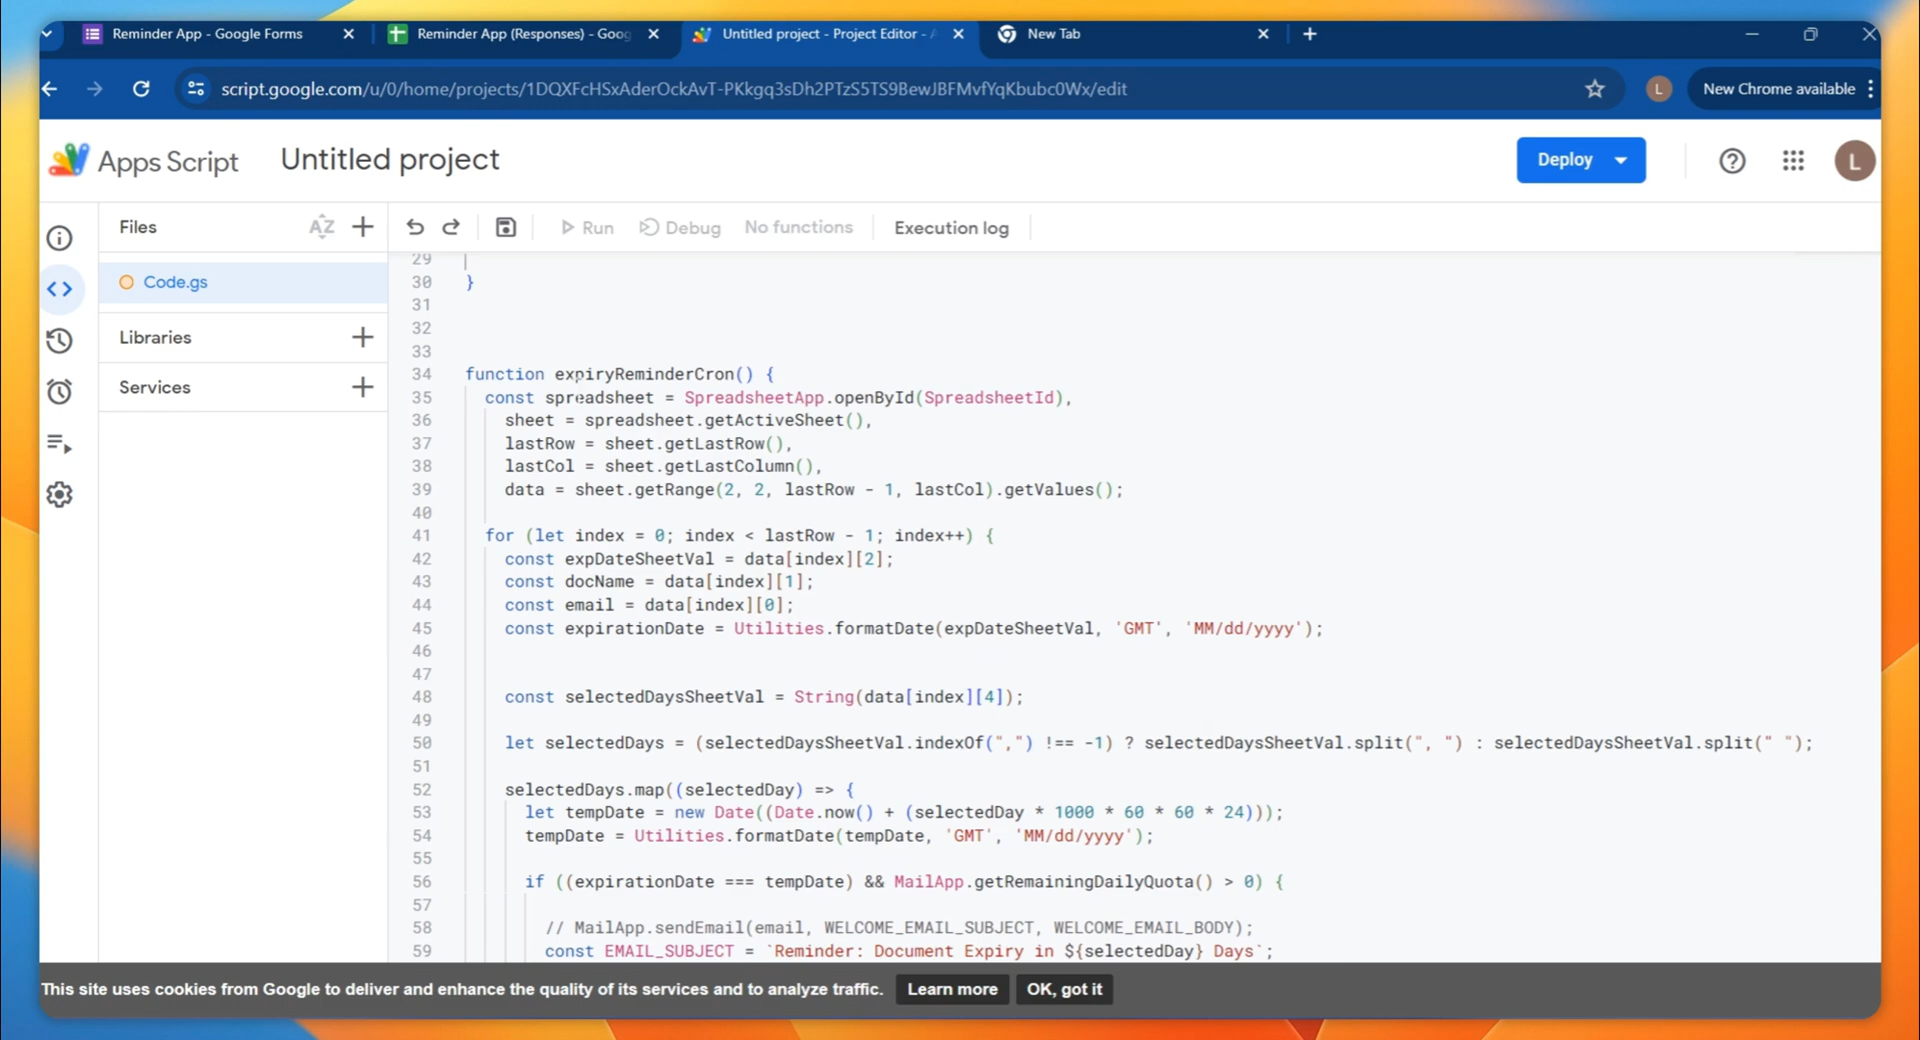 Reminder App - Google Forms
Reminder App (Responses) - Goog
Untitled project - Project Editor -
New Tab
script.google.com/u/0/home/projects/1DQXFcHSxAderOckAvT-PKkgq3sDh2PTzS5TS9BewJBFMvfYqKbubc0Wx/edit
L
New Chrome available
Apps Script
Untitled project
Deploy
L
Files
AZ
Run
Debug
No functions
Execution log
Code.gs
Libraries
Services
29
30 }
31
32
33
34 function expiryReminderCron() {
35 const spreadsheet = SpreadsheetApp.openById(SpreadsheetId),
36 sheet = spreadsheet.getActiveSheet(),
37 lastRow = sheet.getLastRow(),
38 lastCol = sheet.getLastColumn(),
39 data = sheet.getRange(2, 2, lastRow - 1, lastCol).getValues();
40
41 for (let index = 0; index < lastRow - 1; index++) {
42 const expDateSheetVal = data[index][2];
43 const docName = data[index][1];
44 const email = data[index][0];
45 const expirationDate = Utilities.formatDate(expDateSheetVal, 'GMT', 'MM/dd/yyyy');
46
47
48 const selectedDaysSheetVal = String(data[index][4]);
49
50 let selectedDays = (selectedDaysSheetVal.indexOf(",") !== -1) ? selectedDaysSheetVal.split(", ") : selectedDaysSheetVal.split(" ");
51
52 selectedDays.map((selectedDay) => {
53 let tempDate = new Date((Date.now() + (selectedDay * 1000 * 60 * 60 * 24)));
54 tempDate = Utilities.formatDate(tempDate, 'GMT', 'MM/dd/yyyy');
55
56 if ((expirationDate === tempDate) && MailApp.getRemainingDailyQuota() > 0) {
57
58 // MailApp.sendEmail(email, WELCOME_EMAIL_SUBJECT, WELCOME_EMAIL_BODY);
59 const EMAIL_SUBJECT = `Reminder: Document Expiry in ${selectedDay} Days`;
This site uses cookies from Google to deliver and enhance the quality of its services and to analyze traffic.
Learn more
OK, got it